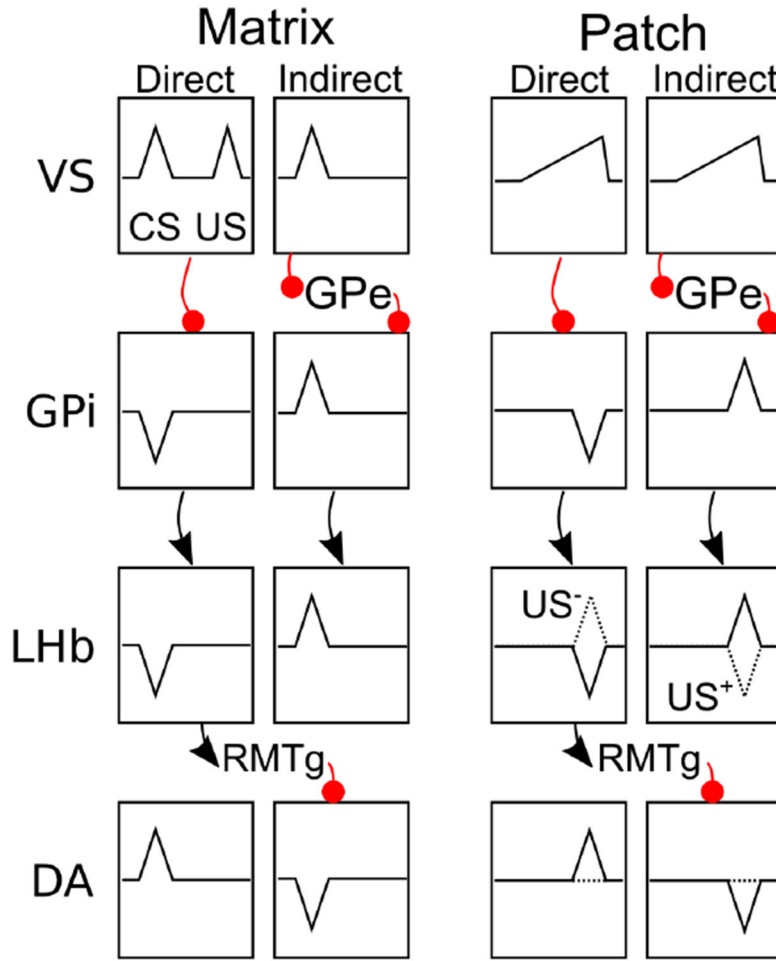 Matrix Patch
Direct Indirect Direct Indirect
VS
CS US
GPe GPe
GPi
LHb
US-
US+
RMTg RMTg
DA